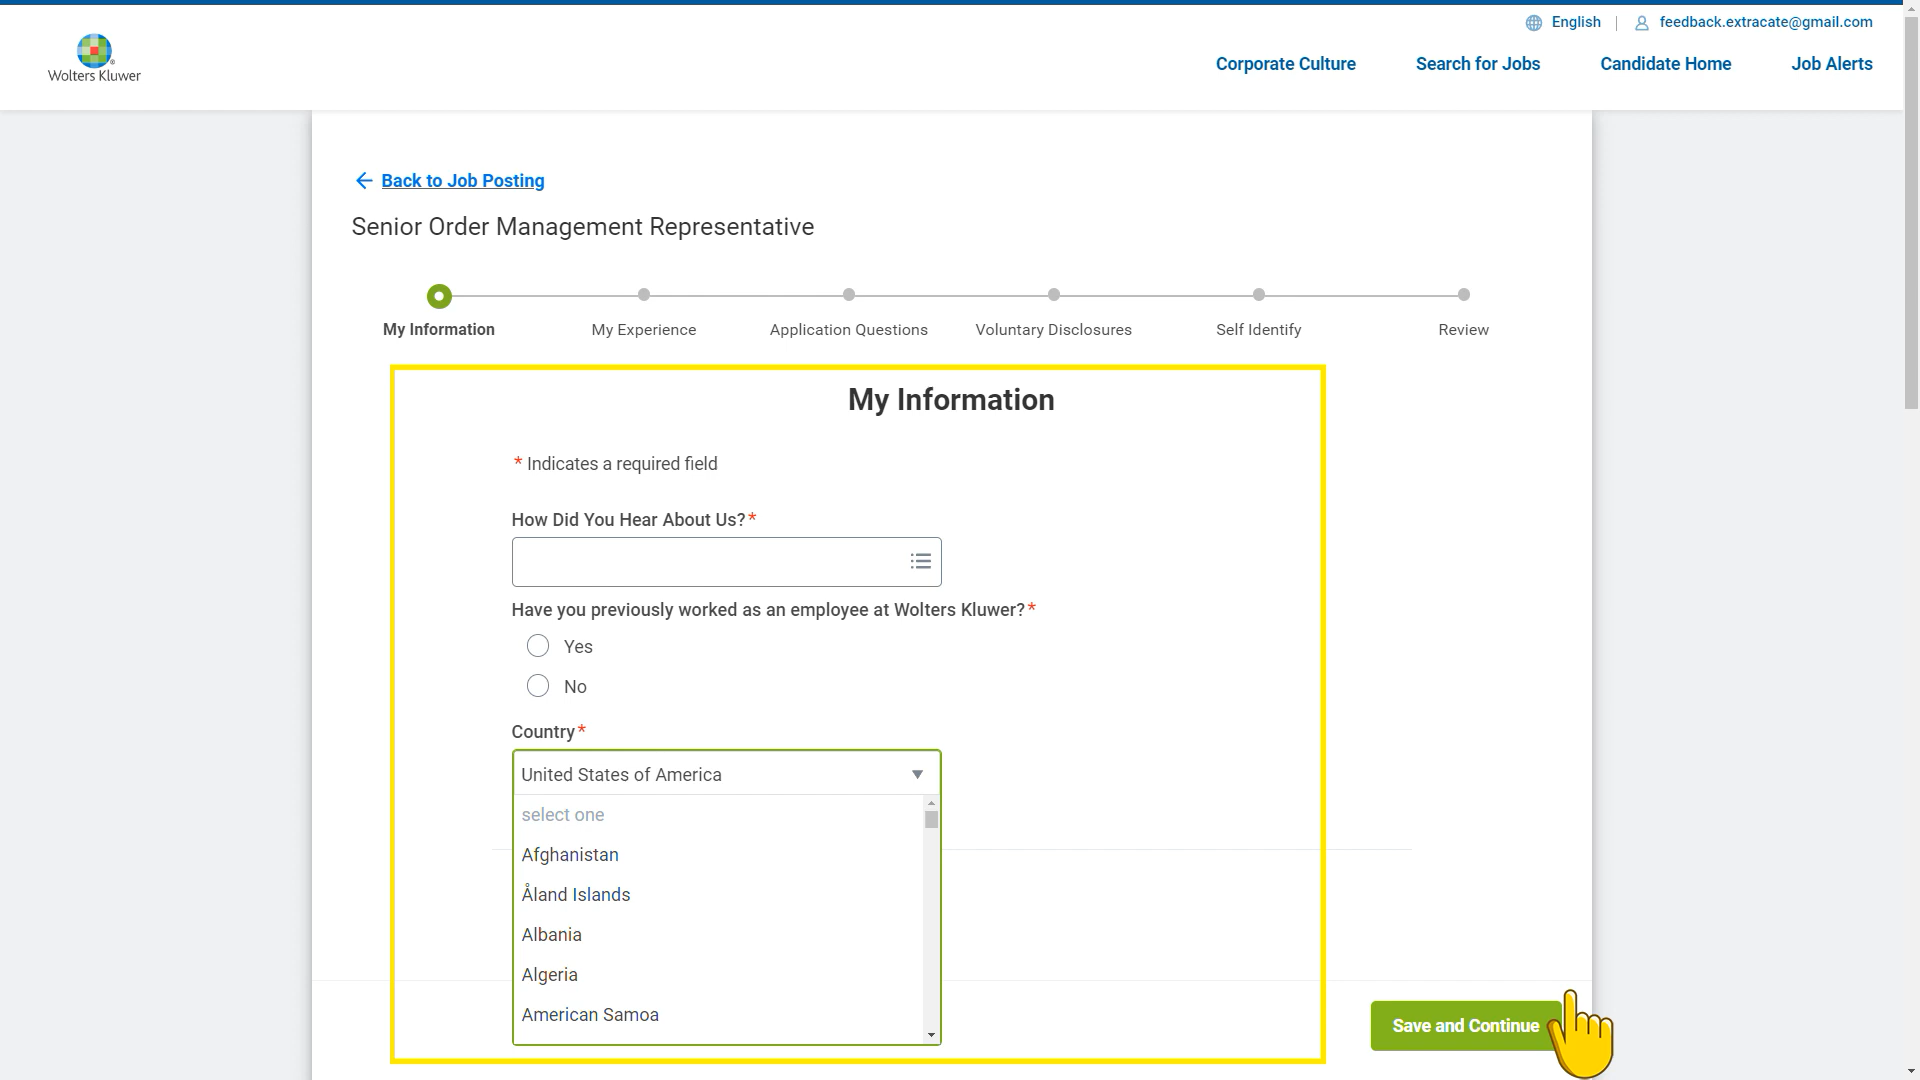 English | feedback.extracate@gmail.com
Wolters Kluwer
Corporate Culture Search for Jobs Candidate Home Job Alerts
Back to Job Posting
Senior Order Management Representative
My Information My Experience Application Questions Voluntary Disclosures Self Identify Review
My Information
* Indicates a required field
How Did You Hear About Us?*
Have you previously worked as an employee at Wolters Kluwer?*
Yes
No
Country*
United States of America
select one
Afghanistan
Åland Islands
Albania
Algeria
American Samoa
Save and Continue